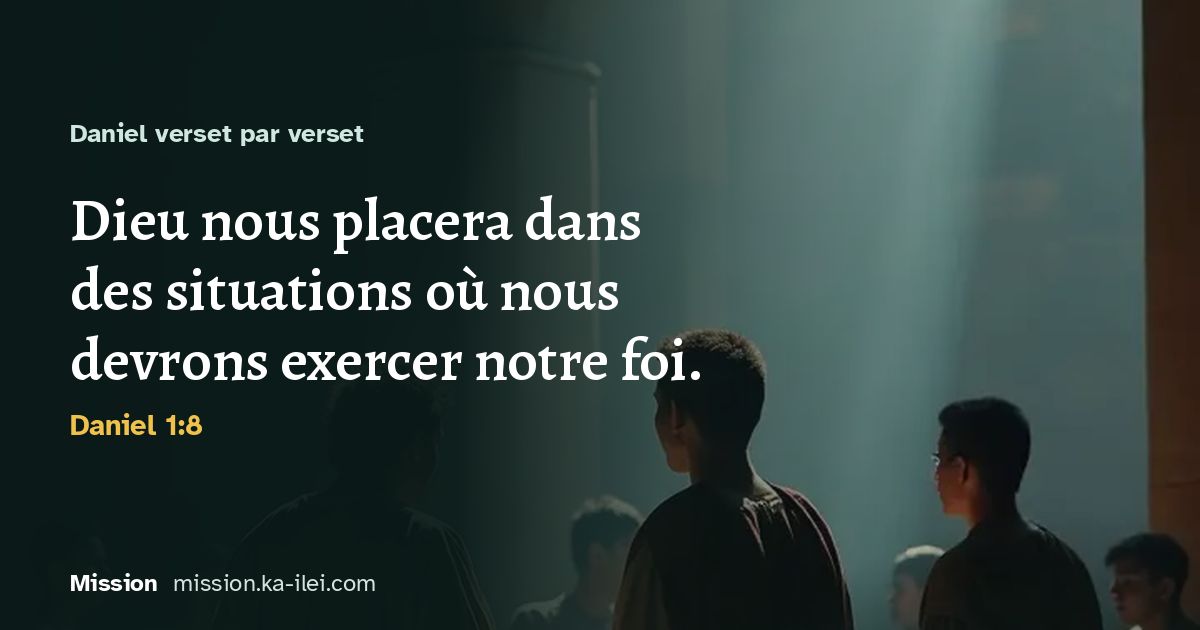 Daniel verset par verset
Dieu nous placera dans
des situations où nous
devrons exercer notre foi.
Daniel 1:8
Mission mission.ka-ilei.com